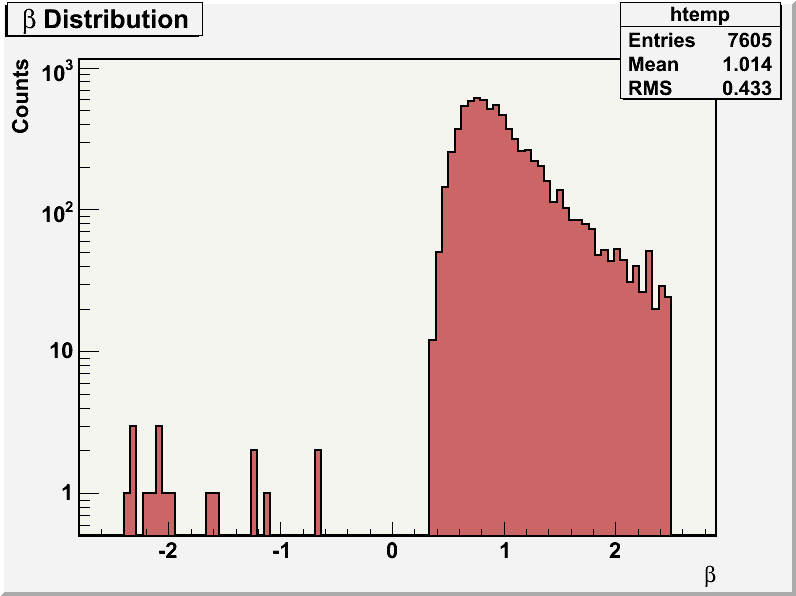 β Distribution
htemp
Entries 7605
Mean 1.014
RMS 0.433
Counts
10³
10²
10
1
-2 -1 0 1 2
β